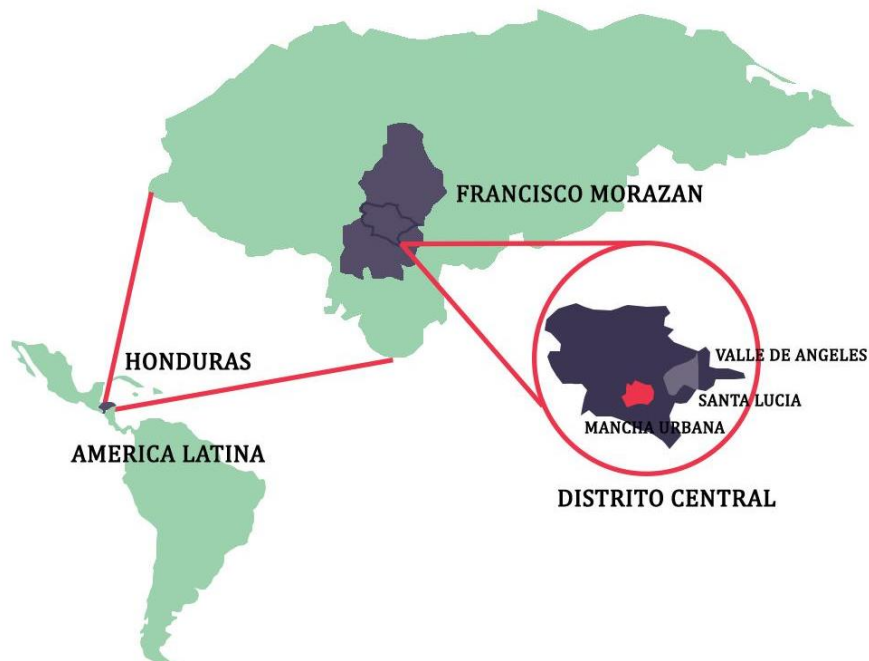 FRANCISCO MORAZAN
HONDURAS
VALLE DE ANGELES
SANTA LUCIA
MANCHA URBANA
AMERICA LATINA
DISTRITO CENTRAL